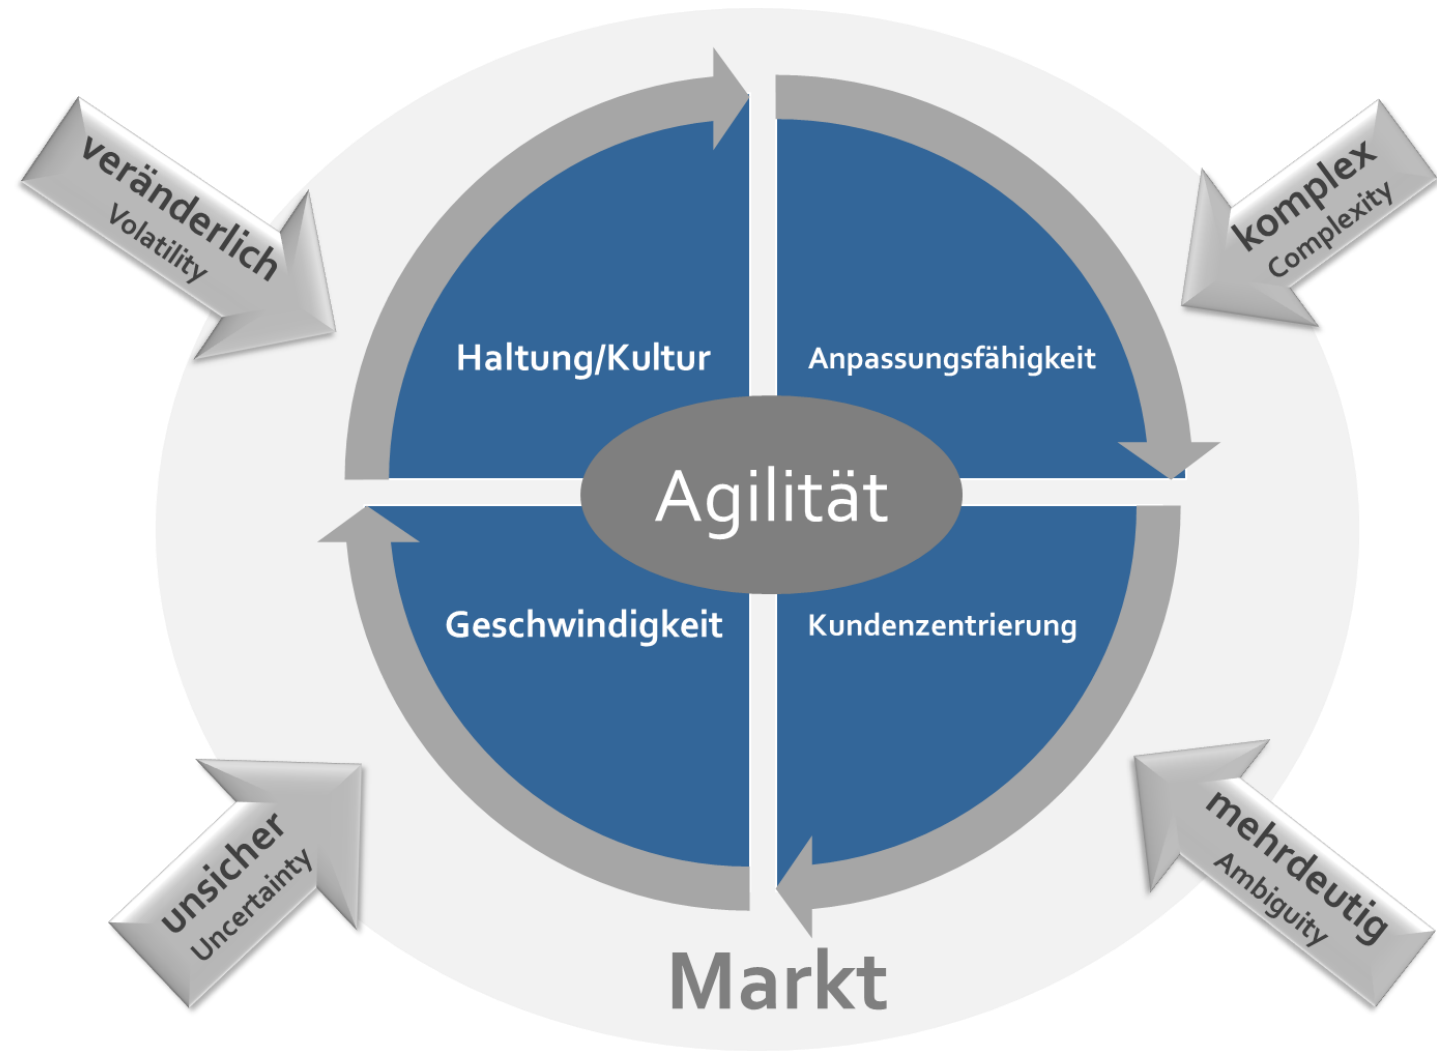 veränderlich
Volatility
komplex
Complexity
Haltung/Kultur
Anpassungsfähigkeit
Agilität
Geschwindigkeit
Kundenzentrierung
unsicher
Uncertainty
mehrdeutig
Ambiguity
Markt